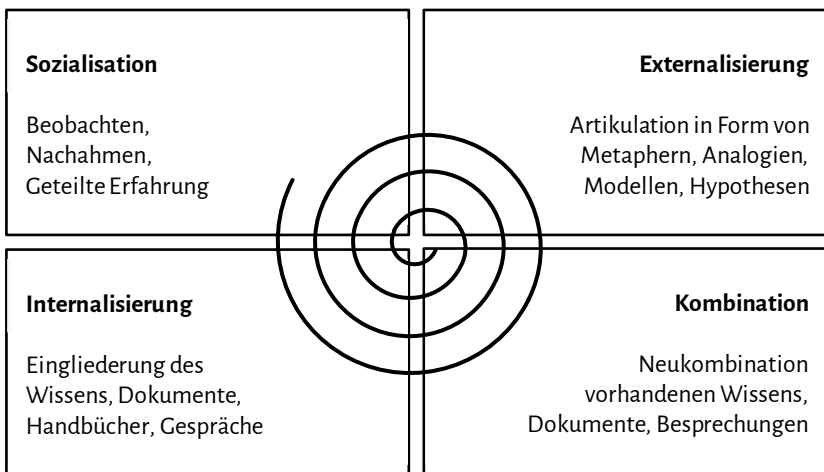 Sozialisation
Beobachten,
Nachahmen,
Geteilte Erfahrung
Externalisierung
Artikulation in Form von
Metaphern, Analogien,
Modellen, Hypothesen
Internalisierung
Eingliederung des
Wissens, Dokumente,
Handbücher, Gespräche
Kombination
Neukombination
vorhandenen Wissens,
Dokumente, Besprechungen